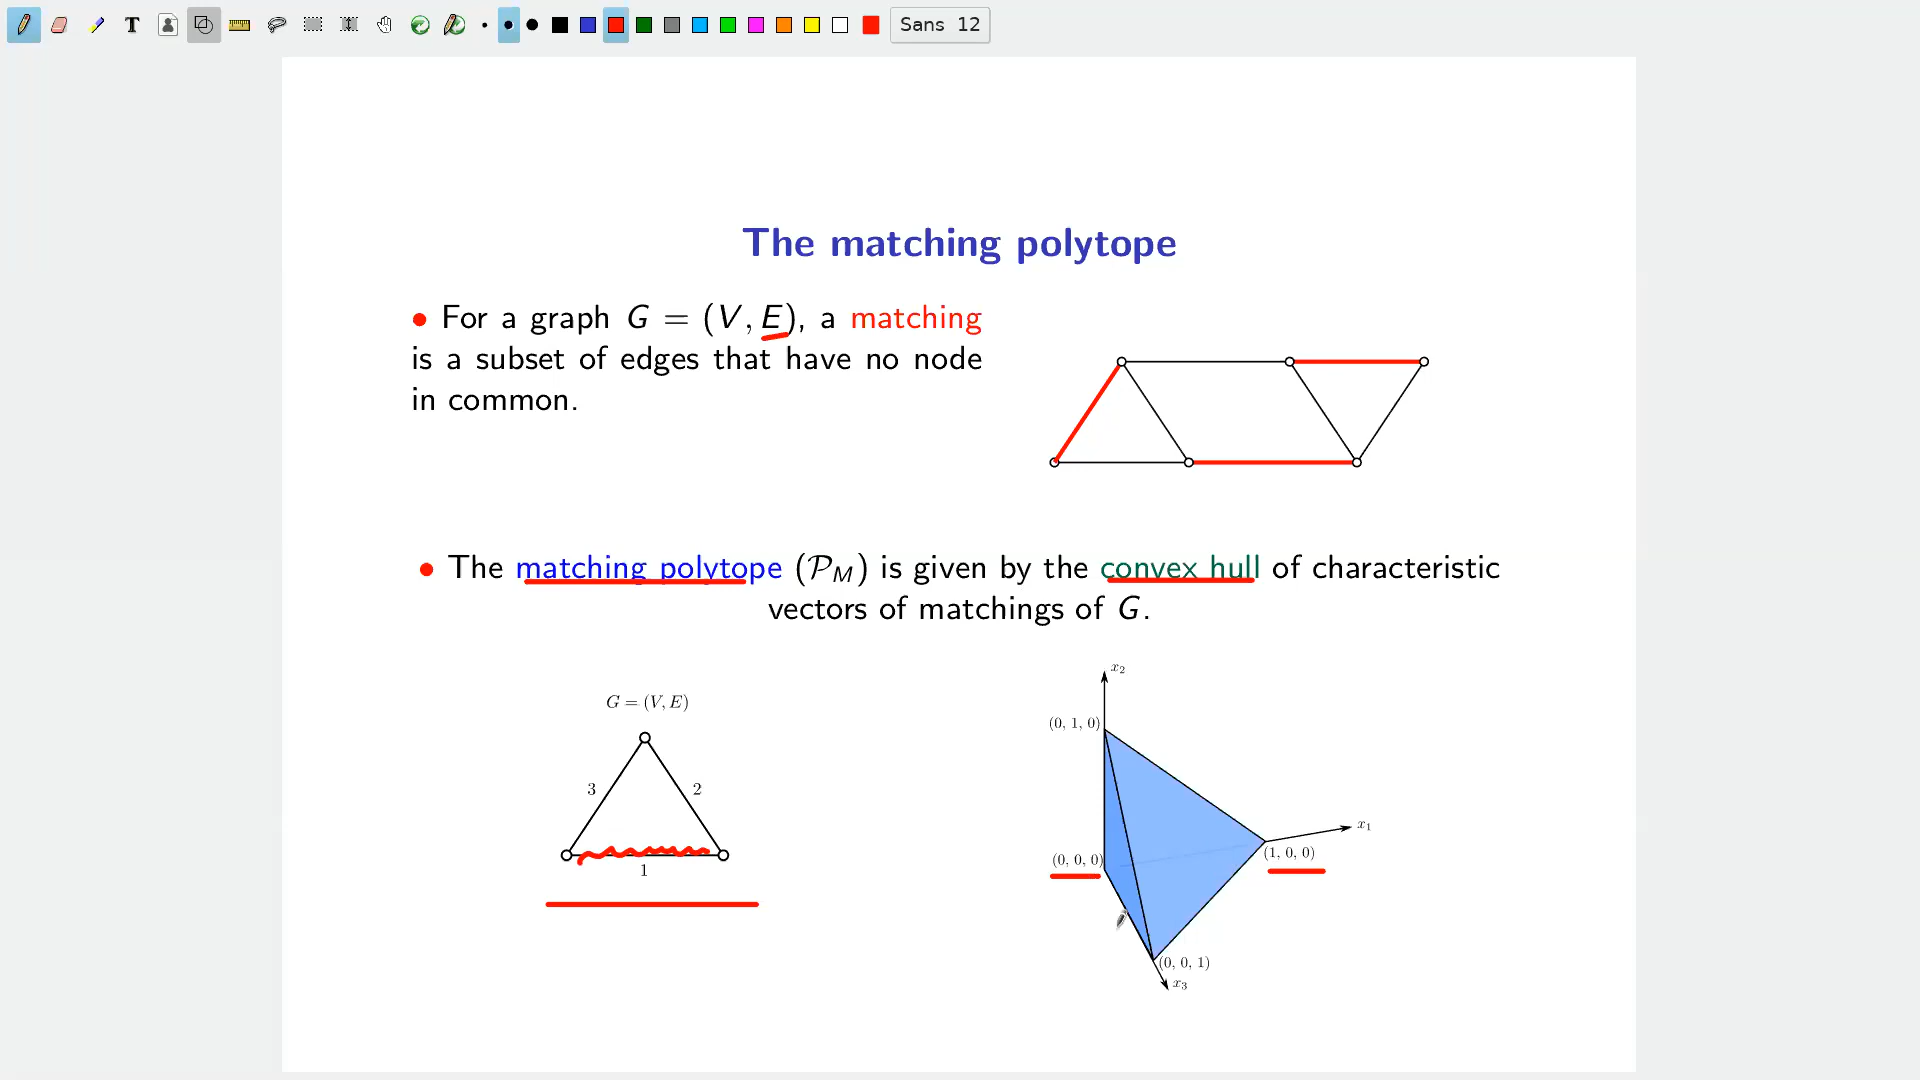 T Sans 12
The matching polytope
• For a graph G = (V, E), a matching
is a subset of edges that have no node
in common.
• The matching polytope (𝒫_M) is given by the convex hull of characteristic
vectors of matchings of G.
G = (V, E)
3
2
1
x₂
(0, 1, 0)
x₁
(0, 0, 0)
(1, 0, 0)
(0, 0, 1)
x₃